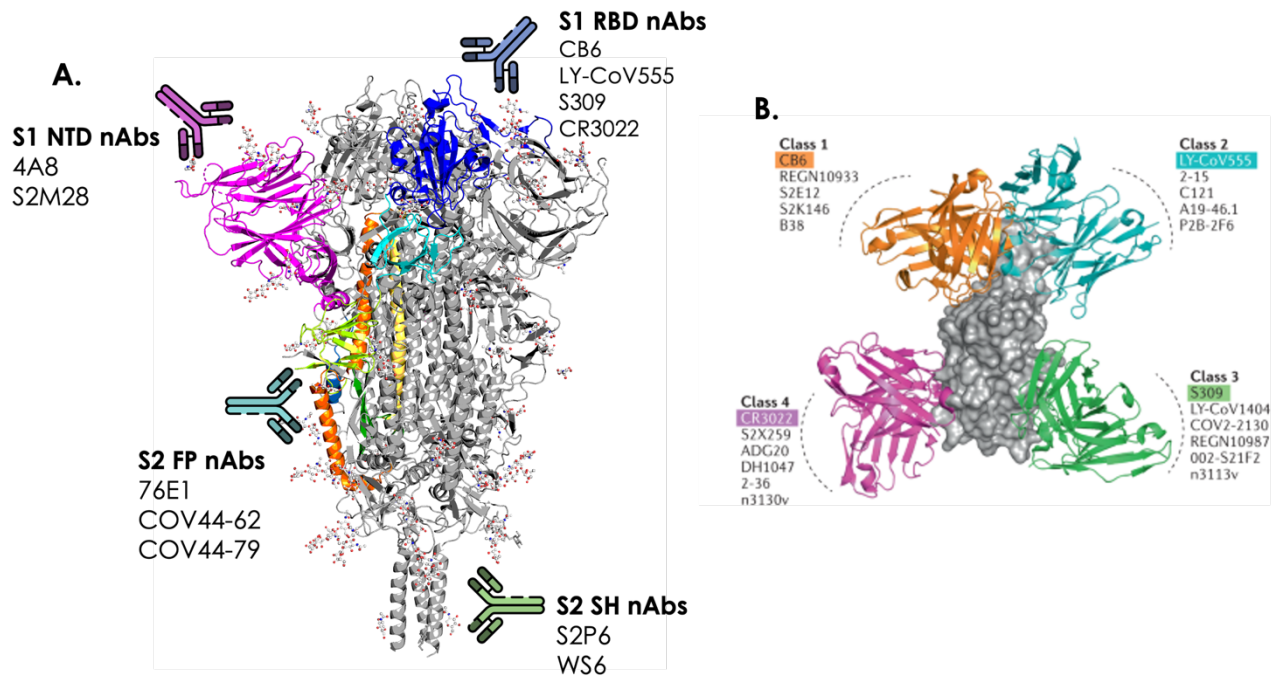 A.
S1 NTD nAbs
4A8
S2M28
S1 RBD nAbs
CB6
LY-CoV555
S309
CR3022
S2 FP nAbs
76E1
COV44-62
COV44-79
S2 SH nAbs
S2P6
WS6
B.
Class 1
CB6
REGN10933
S2E12
S2K146
B38
Class 2
LY-CoV555
2-15
C121
A19-46.1
P2B-2F6
Class 4
CR3022
S2X259
ADG20
DH1047
2-36
n3130v
Class 3
S309
LY-CoV1404
COV2-2130
REGN10987
002-S21F2
n3113v